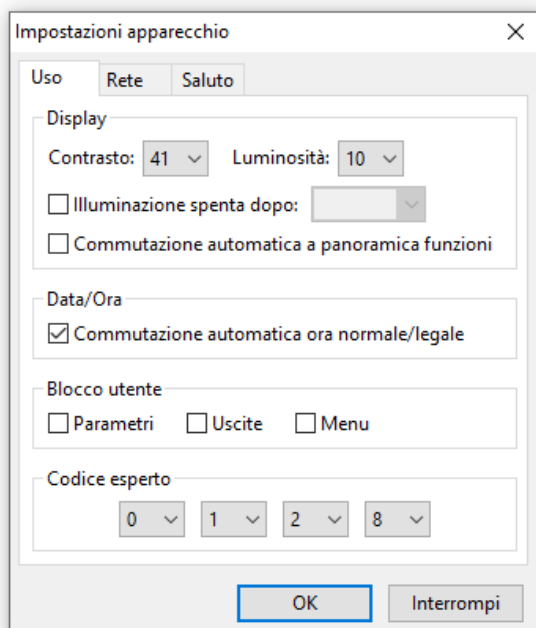 Impostazioni apparecchio
Uso Rete Saluto
Display
Contrasto: 41 Luminosità: 10
Illuminazione spenta dopo:
Commutazione automatica a panoramica funzioni
Data/Ora
Commutazione automatica ora normale/legale
Blocco utente
Parametri Uscite Menu
Codice esperto
0 1 2 8
OK Interrompi